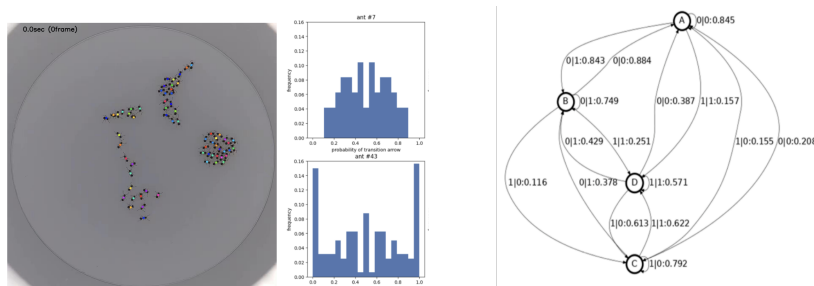 0.0sec (0frame)
ant #7
0.16
0.14
0.12
0.10
0.08
0.06
0.04
0.02
0.00
frequency
0.0 0.2 0.4 0.6 0.8 1.0
probability of transition arrow
ant #43
0.16
0.14
0.12
0.10
0.08
0.06
0.04
0.02
0.00
frequency
0.0 0.2 0.4 0.6 0.8 1.0
A
0|0:0.845
0|1:0.843
0|0:0.884
B
0|1:0.749
0|0:0.387
1|1:0.157
0|1:0.429
1|1:0.251
1|0:0.155
0|0:0.208
1|0:0.116
0|1:0.378
D
1|1:0.571
1|0:0.613
1|1:0.622
C
1|0:0.792